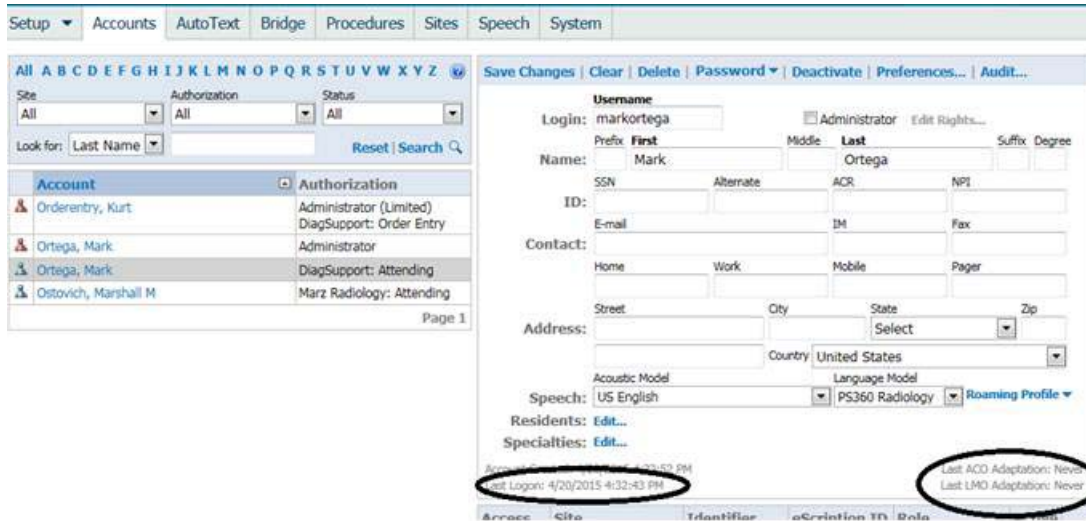 Setup Accounts AutoText Bridge Procedures Sites Speech System
All A B C D E F G H I J K L M N O P Q R S T U V W X Y Z
Site Authorization Status
All All All
Look for: Last Name Reset | Search
Account Authorization
Orderentry, Kurt Administrator (Limited)
DiagSupport: Order Entry
Ortega, Mark Administrator
Ortega, Mark DiagSupport: Attending
Ostovich, Marshall M Marz Radiology: Attending
Page 1
Save Changes | Clear | Delete | Password | Deactivate | Preferences... | Audit...
Username
Login: markortega Administrator Edit Rights...
Prefix First Middle Last Suffix Degree
Name: Mark Ortega
SSN Alternate ACR NPI
ID:
E-mail IM Fax
Contact:
Home Work Mobile Pager
Street City State Zip
Address: Select
Country United States
Acoustic Model Language Model
Speech: US English PS360 Radiology Roaming Profile
Residents: Edit...
Specialties: Edit...
PM Last ACO Adaptation: Never
Last Logon: 4/20/2015 4:32:43 PM Last LMO Adaptation: Never
Access Site Identifier eScription ID Role